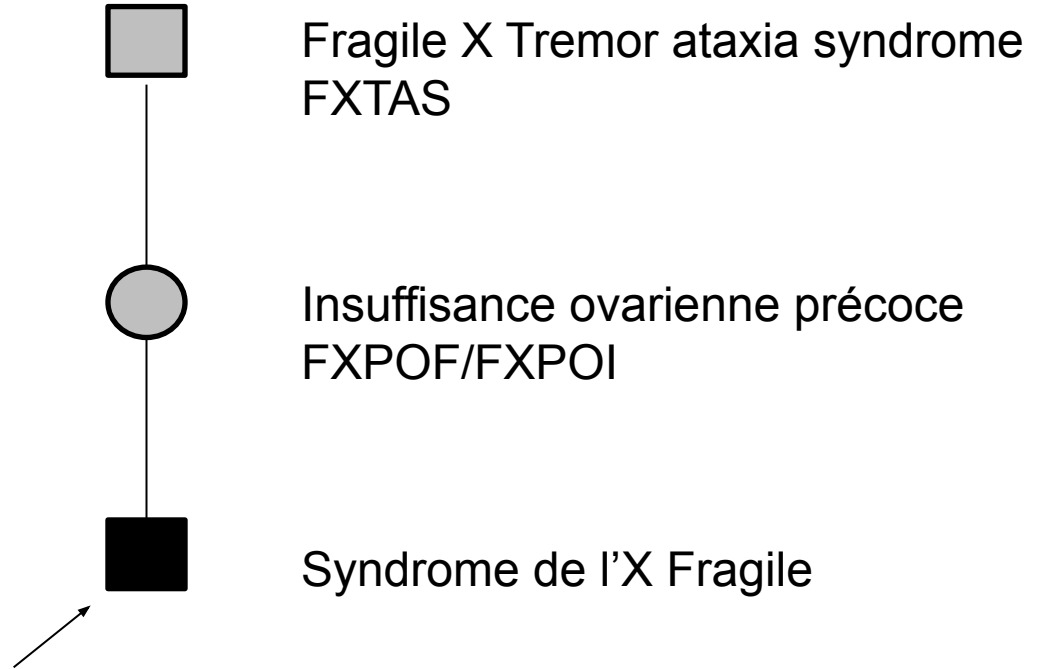 Fragile X Tremor ataxia syndrome
FXTAS
Insuffisance ovarienne précoce
FXPOF/FXPOI
Syndrome de l’X Fragile